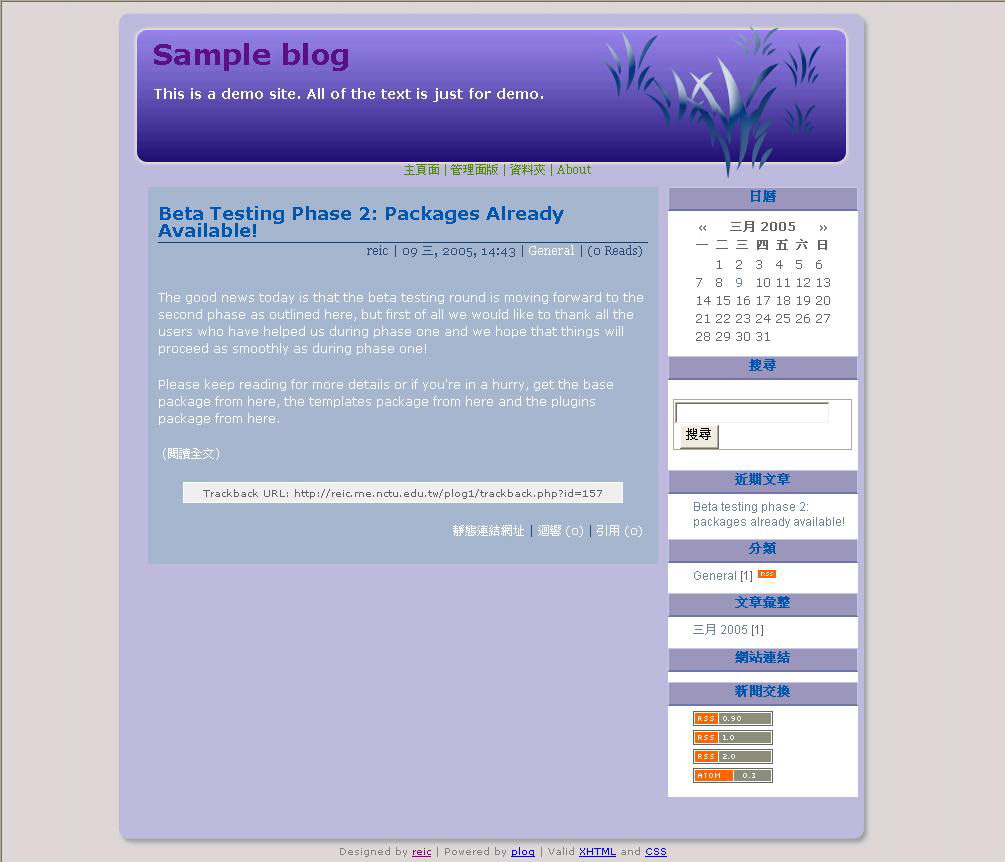 Sample blog
This is a demo site. All of the text is just for demo.
主頁面 | 管理面版 | 資料夾 | About
Beta Testing Phase 2: Packages Already
Available!
reic | 09 三, 2005, 14:43 | General | (0 Reads)
The good news today is that the beta testing round is moving forward to the
second phase as outlined here, but first of all we would like to thank all the
users who have helped us during phase one and we hope that things will
proceed as smoothly as during phase one!
Please keep reading for more details or if you're in a hurry, get the base
package from here, the templates package from here and the plugins
package from here.
(閱讀全文)
Trackback URL: http://reic.me.nctu.edu.tw/plog1/trackback.php?id=157
靜態連結網址 | 迴響 (0) | 引用 (0)
日曆
« 三月 2005 »
一 二 三 四 五 六 日
1 2 3 4 5 6
7 8 9 10 11 12 13
14 15 16 17 18 19 20
21 22 23 24 25 26 27
28 29 30 31
搜尋
搜尋
近期文章
Beta testing phase 2:
packages already available!
分類
General [1] RSS
文章彙整
三月 2005 [1]
網站連結
新聞交換
RSS 0.90
RSS 1.0
RSS 2.0
ATOM 0.3
Designed by reic | Powered by plog | Valid XHTML and CSS